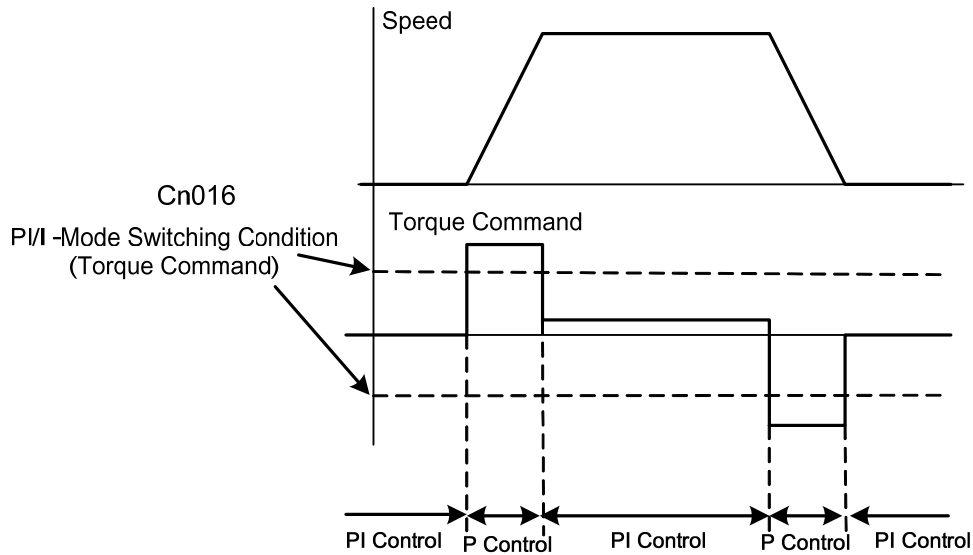 Speed
Cn016
PI/I -Mode Switching Condition
(Torque Command)
Torque Command
PI Control
P Control
PI Control
P Control
PI Control